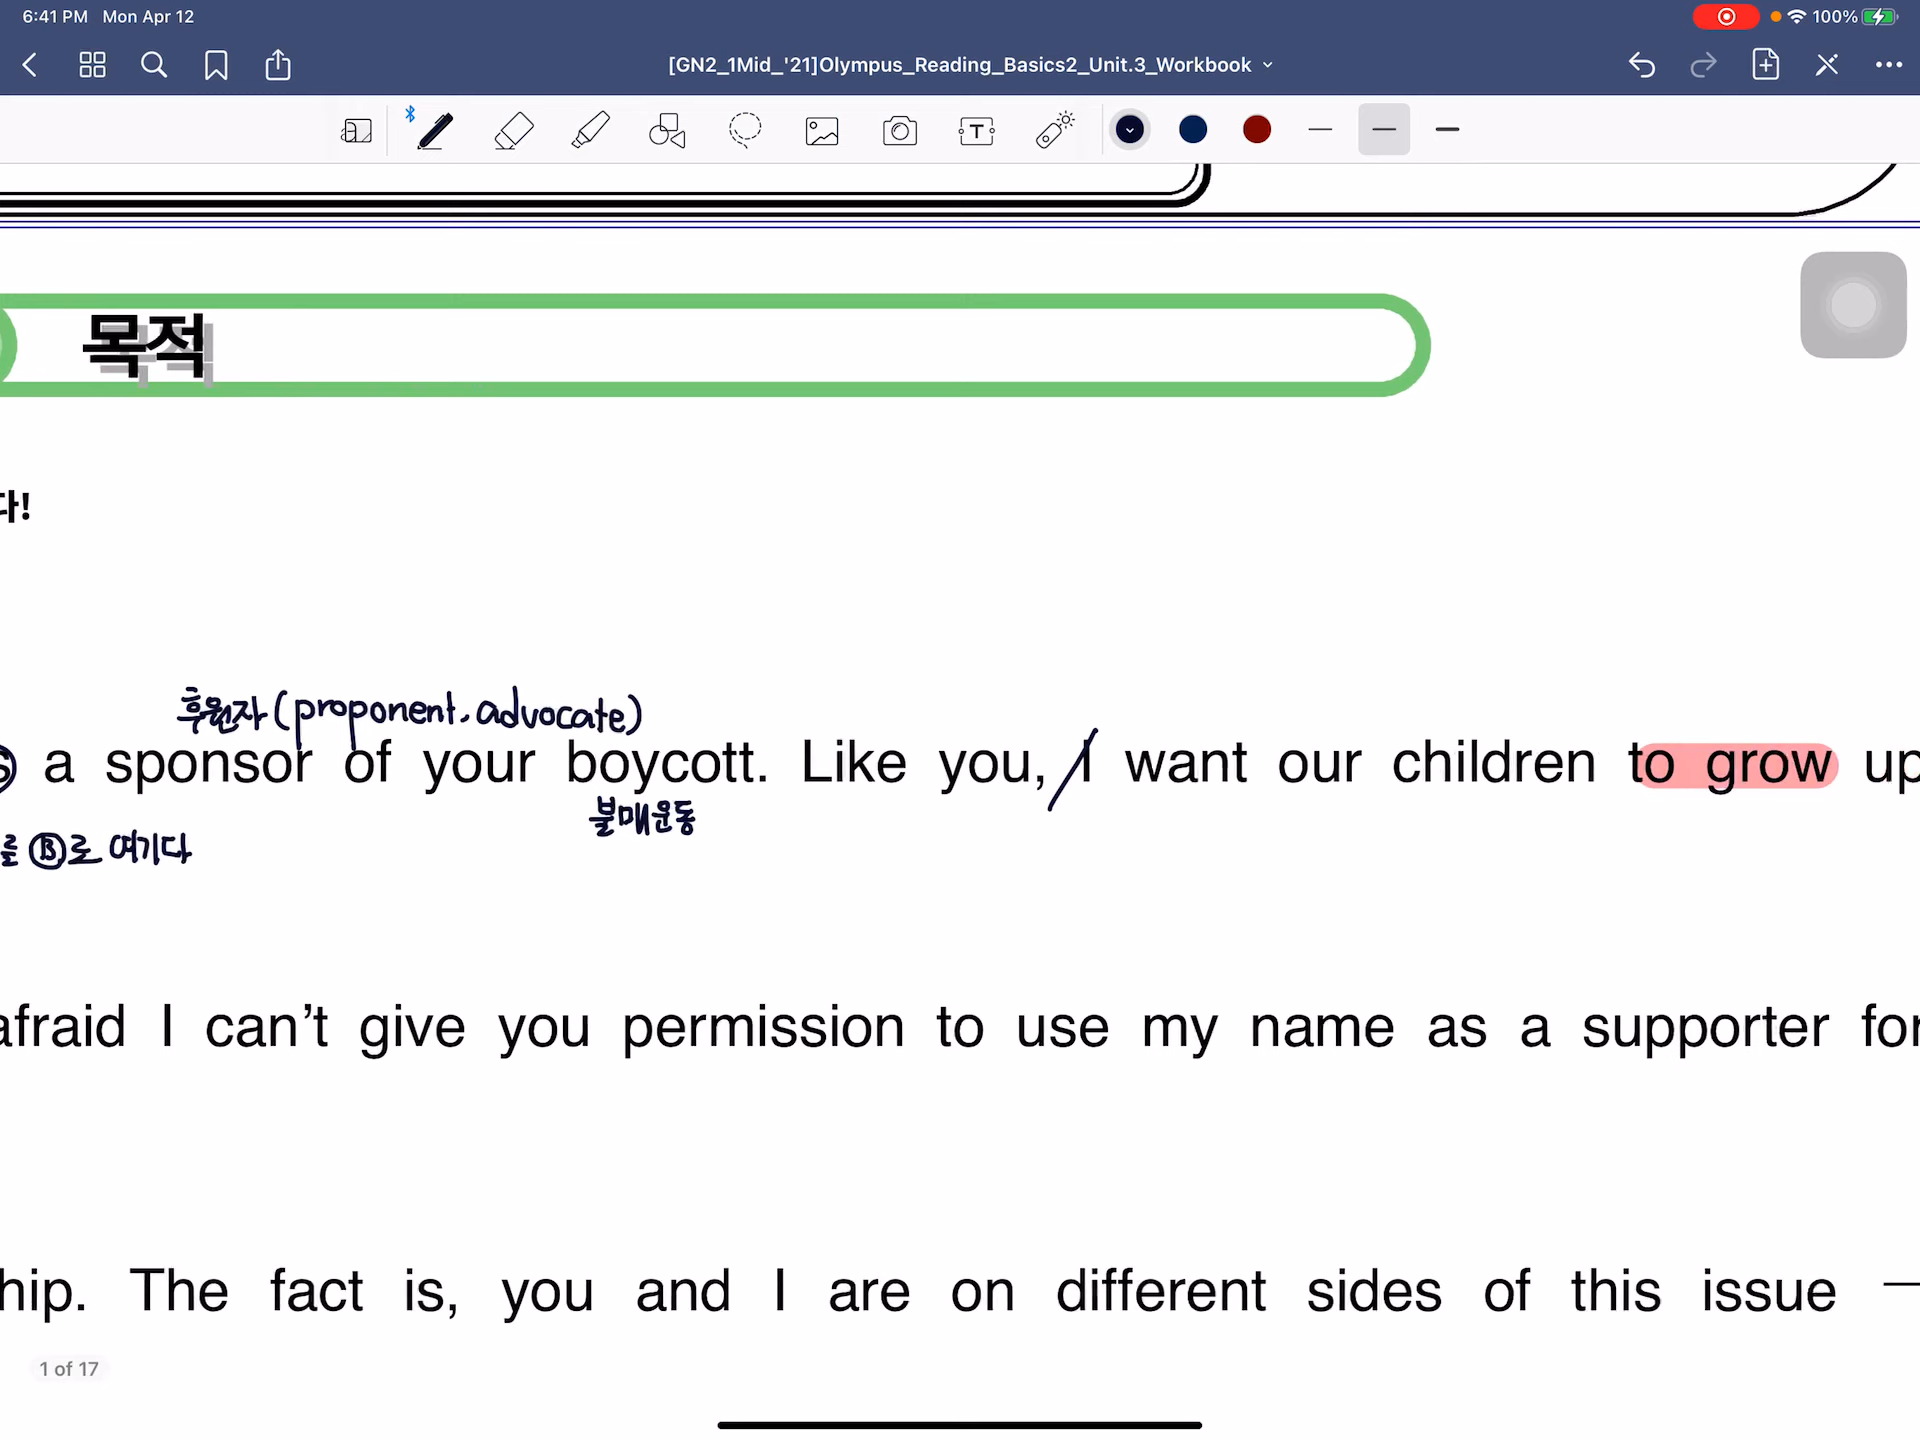 6:41 PM Mon Apr 12
100%
[GN2_1Mid_'21]Olympus_Reading_Basics2_Unit.3_Workbook
목적
다!
후원자 (proponent. advocate)
a sponsor of your boycott. Like you, I want our children to grow up
불매운동
를 Ⓑ로 여기다
afraid I can't give you permission to use my name as a supporter for
hip. The fact is, you and I are on different sides of this issue —
1 of 17